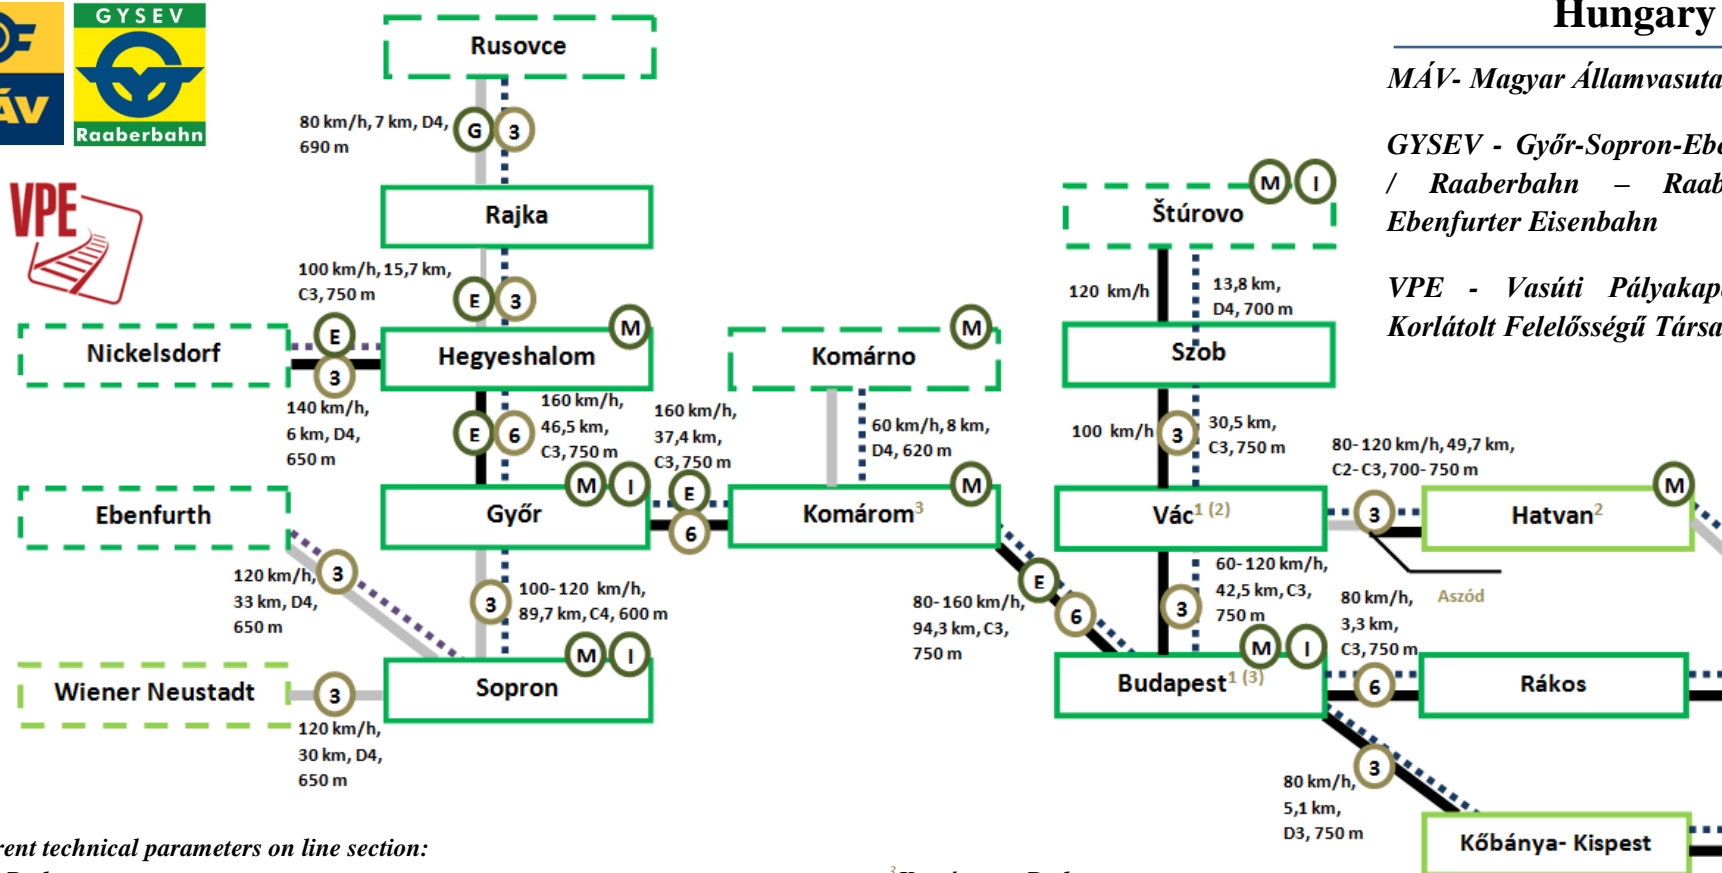 GYSEV
Raaberbahn
ÁV
VPE
Hungary
MÁV- Magyar Államvasuta
GYSEV - Győr-Sopron-Ebe
/ Raaberbahn – Raab
Ebenfurter Eisenbahn
VPE - Vasúti Pályakap
Korlátolt Felelősségű Társa
Rusovce
80 km/h, 7 km, D4,
690 m
G
3
Rajka
100 km/h, 15,7 km,
C3, 750 m
E
3
Nickelsdorf
E
3
140 km/h,
6 km, D4,
650 m
Hegyeshalom
M
E
6
160 km/h,
46,5 km,
C3, 750 m
Ebenfurth
3
120 km/h,
33 km, D4,
650 m
Győr
M
I
160 km/h,
37,4 km,
C3, 750 m
E
6
3
100- 120 km/h,
89,7 km, C4, 600 m
Wiener Neustadt
3
120 km/h,
30 km, D4,
650 m
Sopron
M
I
Komárno
M
60 km/h, 8 km,
D4, 620 m
Komárom3
M
E
6
80- 160 km/h,
94,3 km, C3,
750 m
Štúrovo
M
I
120 km/h
13,8 km,
D4, 700 m
Szob
100 km/h
3
30,5 km,
C3, 750 m
Vác1 (2)
3
80- 120 km/h, 49,7 km,
C2- C3, 700- 750 m
Aszód
Hatvan2
M
3
60- 120 km/h,
42,5 km, C3,
750 m
Budapest1 (3)
M
I
80 km/h,
3,3 km,
C3, 750 m
6
Rákos
3
80 km/h,
5,1 km,
D3, 750 m
Kőbánya- Kispest
rent technical parameters on line section: